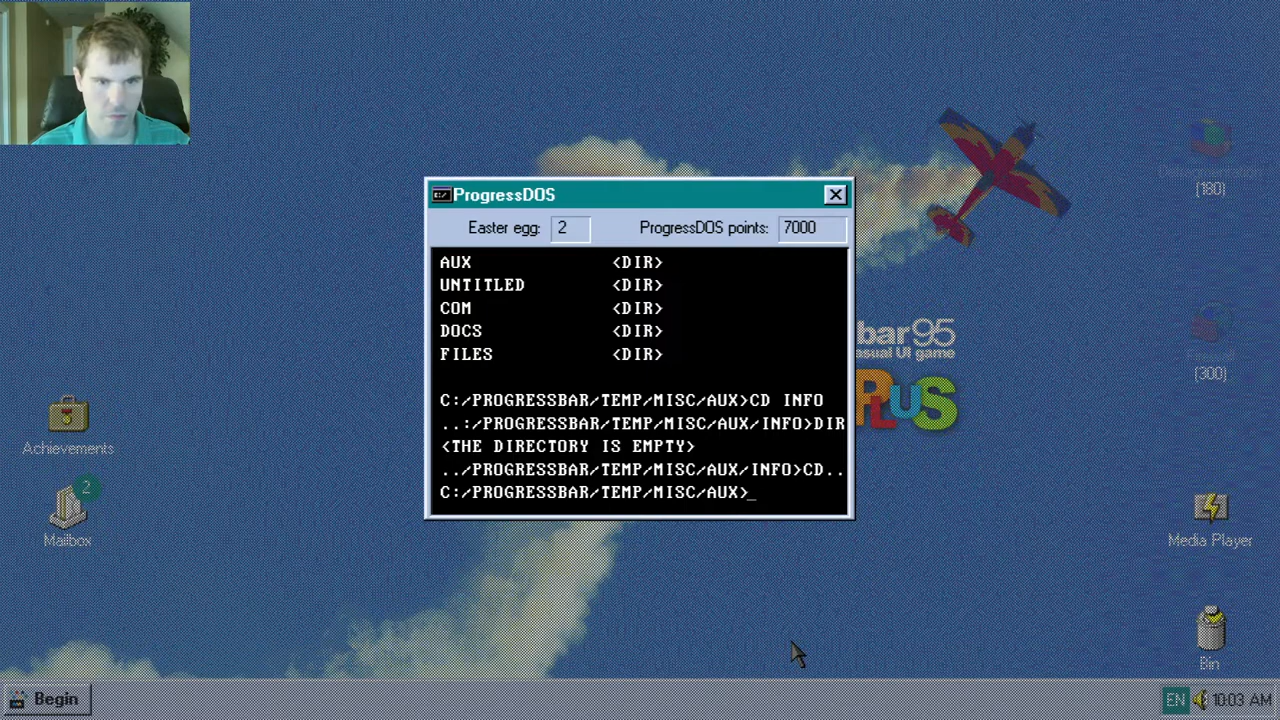 ProgressDOS
Easter egg: 2 ProgressDOS points: 7000
AUX <DIR>
UNTITLED <DIR>
COM <DIR>
DOCS <DIR>
FILES <DIR>
C:/PROGRESSBAR/TEMP/MISC/AUX>CD INFO
..:/PROGRESSBAR/TEMP/MISC/AUX/INFO>DIR
<THE DIRECTORY IS EMPTY>
../PROGRESSBAR/TEMP/MISC/AUX/INFO>CD..
C:/PROGRESSBAR/TEMP/MISC/AUX>_
bar95
asual UI game
PLUS
Achievements
2
Mailbox
(180)
(300)
Media Player
Bin
Begin
EN 10:03 AM